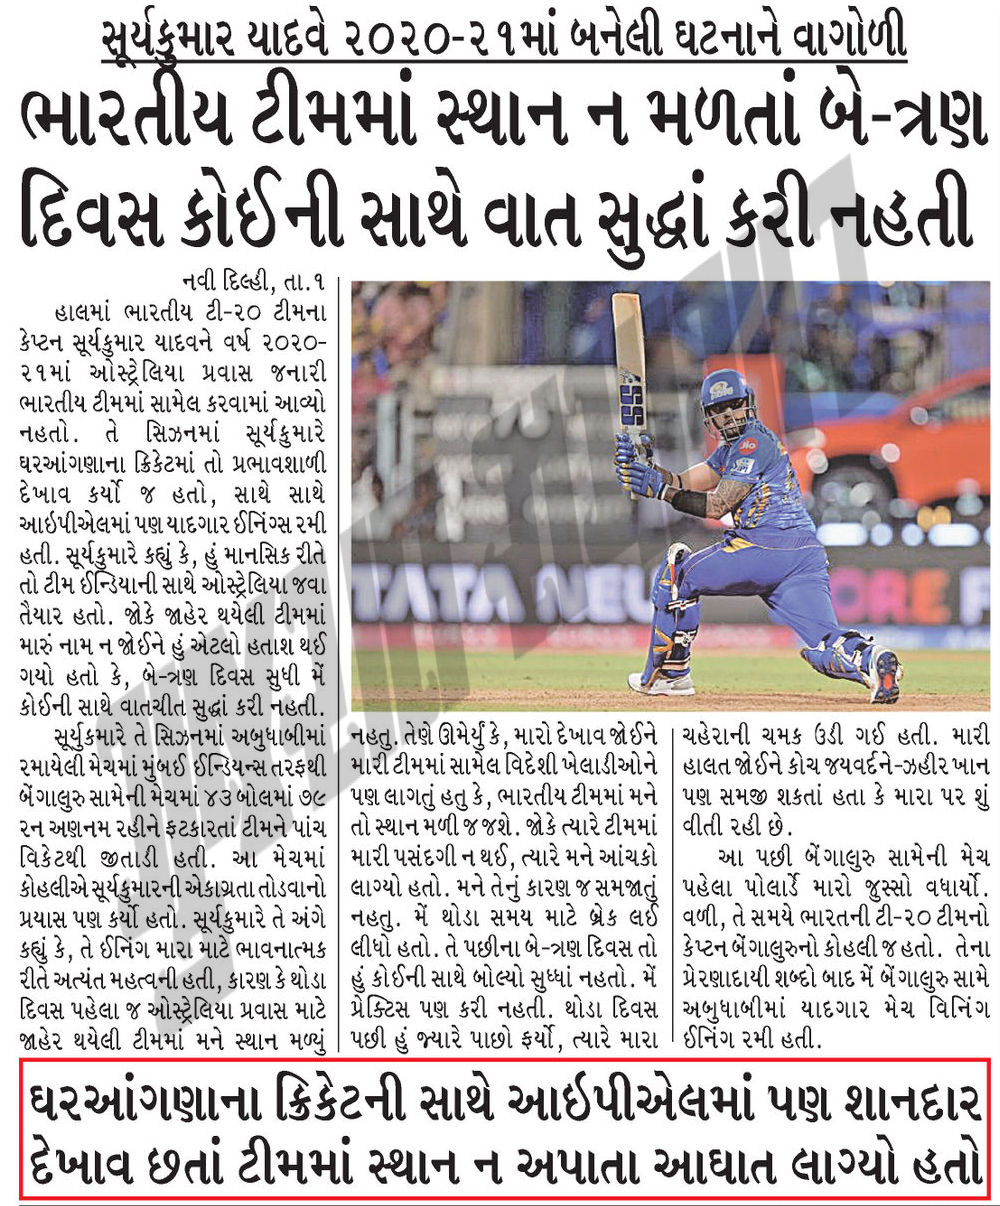 સૂર્યકુમાર યાદવે ૨૦૨૦-૨૧માં બનેલી ઘટનાને વાગોળી
ભારતીય ટીમમાં સ્થાન ન મળતાં બે-ત્રણ
દિવસ કોઈની સાથે વાત સુદ્ધાં કરી નહતી
નવી દિલ્હી, તા.૧
હાલમાં ભારતીય ટી-૨૦ ટીમના
કેપ્ટન સૂર્યકુમાર યાદવને વર્ષ ૨૦૨૦-
૨૧માં ઓસ્ટ્રેલિયા પ્રવાસ જનારી
ભારતીય ટીમમાં સામેલ કરવામાં આવ્યો
નહતો. તે સિઝનમાં સૂર્યકુમારે
ઘરઆંગણાના ક્રિકેટમાં તો પ્રભાવશાળી
દેખાવ કર્યો જ હતો, સાથે સાથે
આઇપીએલમાં પણ યાદગાર ઈનિંગ્સ રમી
હતી. સૂર્યકુમારે કહ્યું કે, હું માનસિક રીતે
તો ટીમ ઈન્ડિયાની સાથે ઓસ્ટ્રેલિયા જવા
તૈયાર હતો. જોકે જાહેર થયેલી ટીમમાં
મારું નામ ન જોઈને હું એટલો હતાશ થઈ
ગયો હતો કે, બે-ત્રણ દિવસ સુધી મેં
કોઈની સાથે વાતચીત સુદ્ધાં કરી નહતી.
સૂર્યુકમારે તે સિઝનમાં અબુધાબીમાં
રમાયેલી મેચમાં મુંબઈ ઈન્ડિયન્સ તરફથી
બેંગાલુરુ સામેની મેચમાં ૪૩ બોલમાં ૭૯
રન અણનમ રહીને ફટકારતાં ટીમને પાંચ
વિકેટથી જીતાડી હતી. આ મેચમાં
કોહલીએ સૂર્યકુમારની એકાગ્રતા તોડવાનો
પ્રયાસ પણ કર્યો હતો. સૂર્યકુમારે તે અંગે
કહ્યું કે, તે ઈનિંગ મારા માટે ભાવનાત્મક
રીતે અત્યંત મહત્વની હતી, કારણ કે થોડા
દિવસ પહેલા જ ઓસ્ટ્રેલિયા પ્રવાસ માટે
જાહેર થયેલી ટીમમાં મને સ્થાન મળ્યું
નહતુ. તેણે ઊમેર્યું કે, મારો દેખાવ જોઈને
મારી ટીમમાં સામેલ વિદેશી ખેલાડીઓને
પણ લાગતું હતુ કે, ભારતીય ટીમમાં મને
તો સ્થાન મળી જ જશે. જોકે ત્યારે ટીમમાં
મારી પસંદગી ન થઈ, ત્યારે મને આંચકો
લાગ્યો હતો. મને તેનું કારણ જ સમજાતું
નહતુ. મેં થોડા સમય માટે બ્રેક લઈ
લીધો હતો. તે પછીના બે-ત્રણ દિવસ તો
હું કોઈની સાથે બોલ્યો સુધ્ધાં નહતો. મેં
પ્રેક્ટિસ પણ કરી નહતી. થોડા દિવસ
પછી હું જ્યારે પાછો ફર્યો, ત્યારે મારા
ચહેરાની ચમક ઉડી ગઈ હતી. મારી
હાલત જોઈને કોચ જયવર્દને-ઝહીર ખાન
પણ સમજી શકતાં હતા કે મારા પર શું
વીતી રહી છે.
આ પછી બેંગાલુરુ સામેની મેચ
પહેલા પોલાર્ડે મારો જુસ્સો વધાર્યો.
વળી, તે સમયે ભારતની ટી-૨૦ ટીમનો
કેપ્ટન બેંગાલુરુનો કોહલી જ હતો. તેના
પ્રેરણાદાયી શબ્દો બાદ મેં બેંગાલુરુ સામે
અબુધાબીમાં યાદગાર મેચ વિનિંગ
ઈનિંગ રમી હતી.
ઘરઆંગણાના ક્રિકેટની સાથે આઇપીએલમાં પણ શાનદાર
દેખાવ છતાં ટીમમાં સ્થાન ન અપાતા આઘાત લાગ્યો હતો
SS
Jio
TATA NEU
ORE F